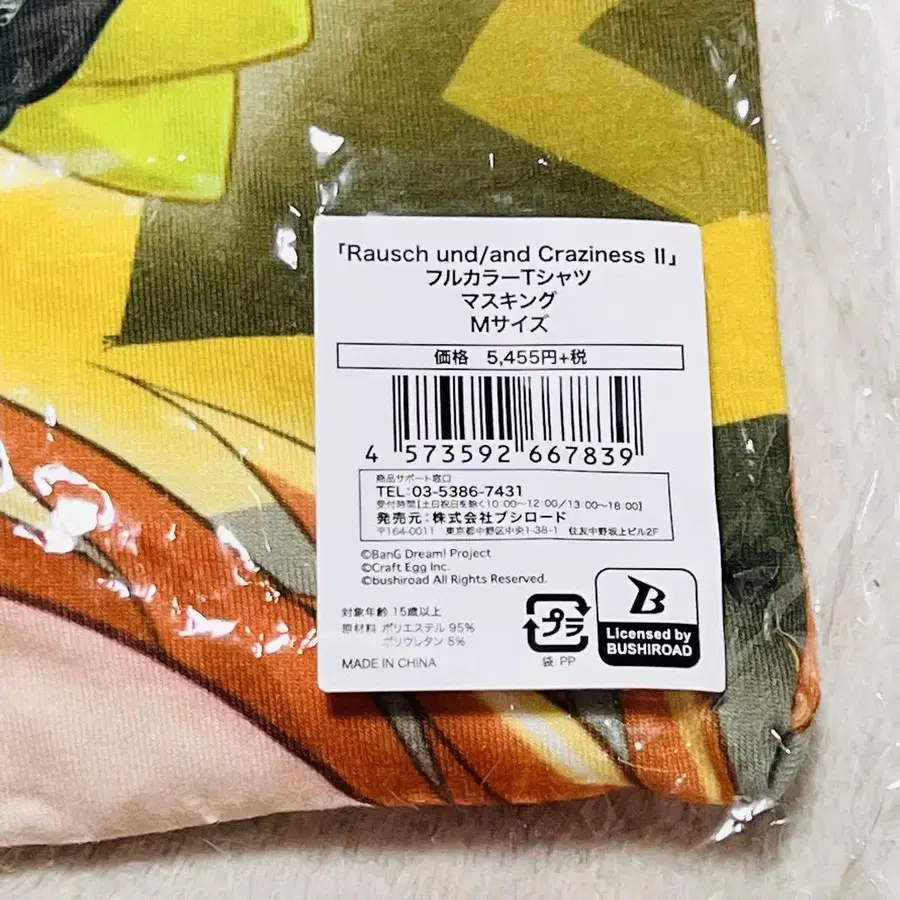 「Rausch und/and Craziness II」
フルカラーTシャツ
マスキング
Mサイズ
価格 5,455円+税
4 573592 667839
商品サポート窓口
TEL:03-5386-7431
受付時間【土日祝日を除く10:00~12:00/13:00~18:00】
発売元:株式会社ブシロード
〒164-0011 東京都中野区中央1-38-1 住友中野坂上ビル2F
©BanG Dream! Project
©Craft Egg Inc.
©bushiroad All Rights Reserved.
対象年齢 15歳以上
原材料 ポリエステル 95%
ポリウレタン 5%
MADE IN CHINA
プラ
袋 PP
B
Licensed by
BUSHIROAD